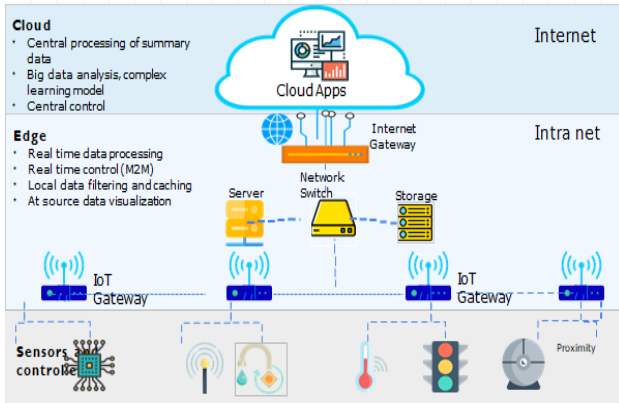 Cloud
• Central processing of summary
data
• Big data analysis, complex
learning model
• Central control
Internet
Cloud Apps
Edge
• Real time data processing
• Real time control (M2M)
• Local data filtering and caching
• At source data visualization
Internet
Gateway
Intra net
Network
Switch
Server
Storage
IoT
Gateway
IoT
Gateway
Sensors and
controlle
Proximity